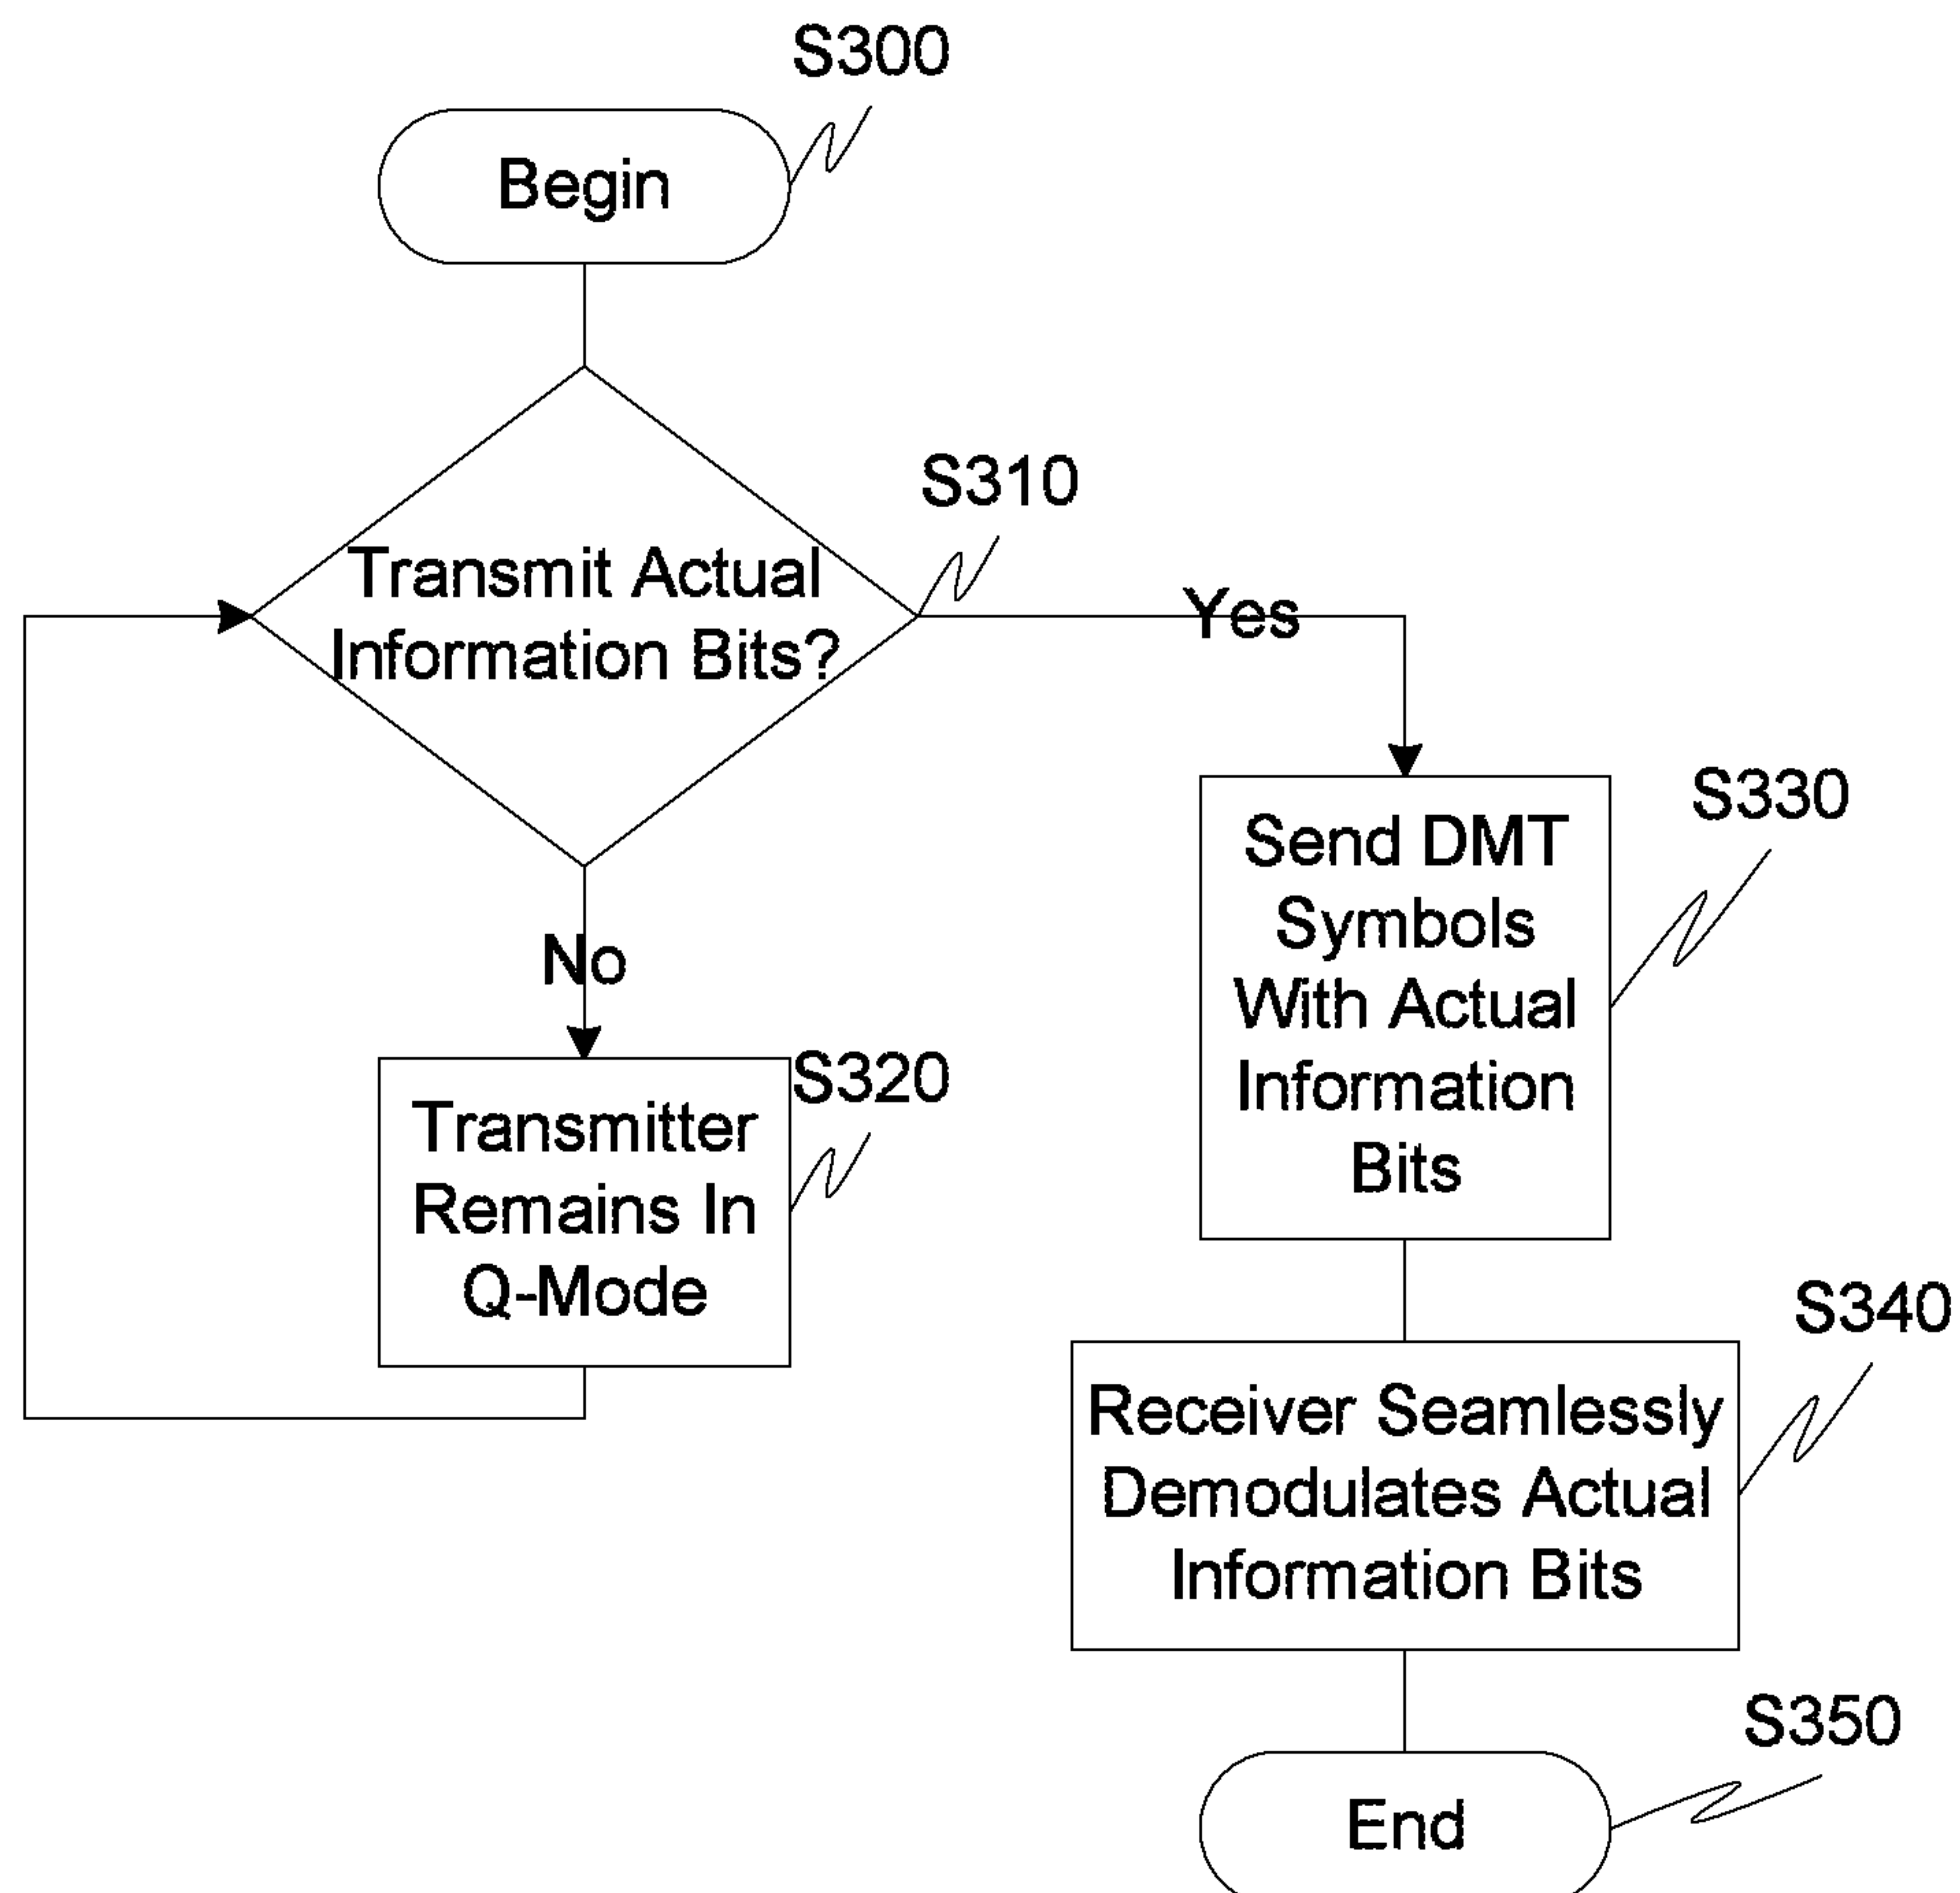 S300
Begin
S310
Transmit Actual
Information Bits?
Yes
No
S320
Transmitter
Remains In
Q-Mode
S330
Send DMT
Symbols
With Actual
Information
Bits
S340
Receiver Seamlessly
Demodulates Actual
Information Bits
S350
End